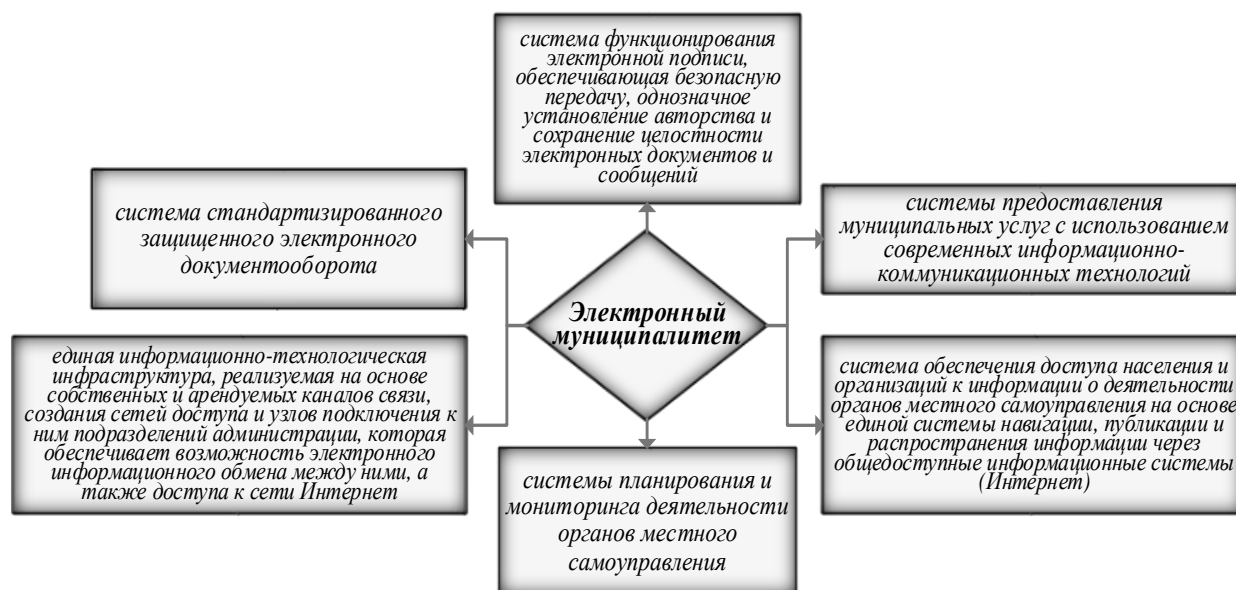 система функционирования
электронной подписи,
обеспечивающая безопасную
передачу, однозначное
установление авторства и
сохранение целостности
электронных документов и
сообщений
система стандартизированного
защищенного электронного
документооборота
системы предоставления
муниципальных услуг с использованием
современных информационно-
коммуникационных технологий
Электронный
муниципалитет
единая информационно-технологическая
инфраструктура, реализуемая на основе
собственных и арендуемых каналов связи,
создания сетей доступа и узлов подключения к
ним подразделений администрации, которая
обеспечивает возможность электронного
информационного обмена между ними, а
также доступа к сети Интернет
система обеспечения доступа населения и
организаций к информации о деятельности
органов местного самоуправления на основе
единой системы навигации, публикации и
распространения информации через
общедоступные информационные системы
(Интернет)
системы планирования и
мониторинга деятельности
органов местного
самоуправления